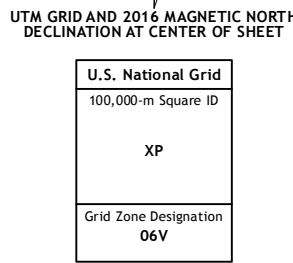 UTM GRID AND 2016 MAGNETIC NORTH
DECLINATION AT CENTER OF SHEET
U.S. National Grid
100,000-m Square ID
XP
Grid Zone Designation
06V